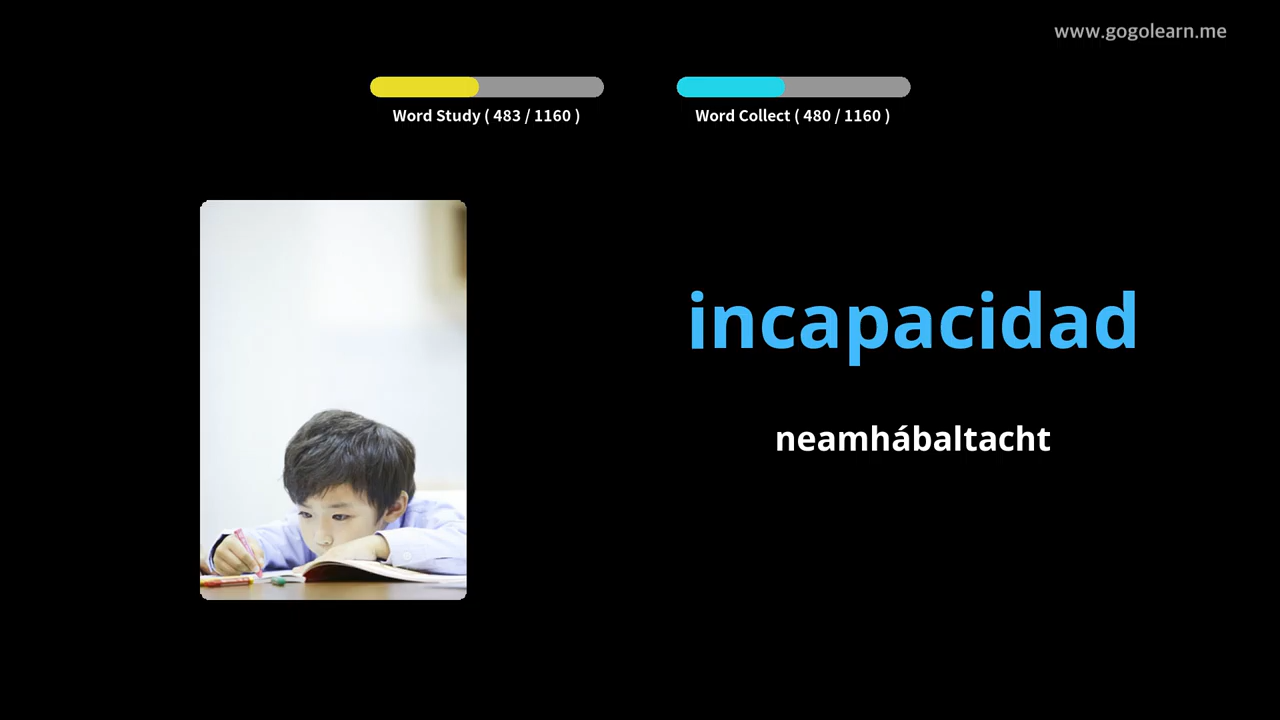 www.gogolearn.me
Word Study ( 483 / 1160 )
Word Collect ( 480 / 1160 )
incapacidad
neamhábaltacht